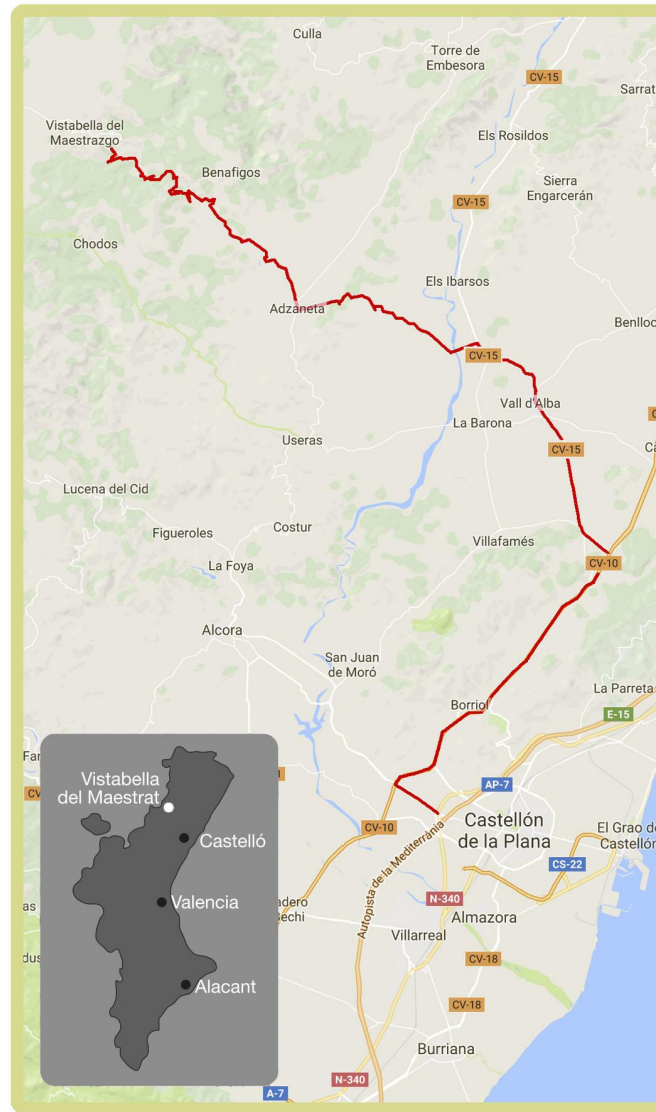 Culla
Torre de
Embesora
CV-15
Sarrat
Vistabella del
Maestrazgo
Els Rosildos
Benafigos
Sierra
Engarcerán
CV-15
Chodos
Els Ibarsos
Adzaneta
Benlloc
CV-15
Vall d'Alba
La Barona
Useras
CV-15
Lucena del Cid
Costur
Figueroles
Villafamés
La Foya
CV-10
Alcora
San Juan
de Moró
La Parreta
Borriol
E-15
AP-7
Castellón
de la Plana
CV-10
El Grao de
Castellón
Autopista de la Mediterrània
CS-22
N-340
Almazora
Villarreal
CV-18
CV-18
Burriana
N-340
A-7
Vistabella
del Maestrat
Castelló
Valencia
Alacant